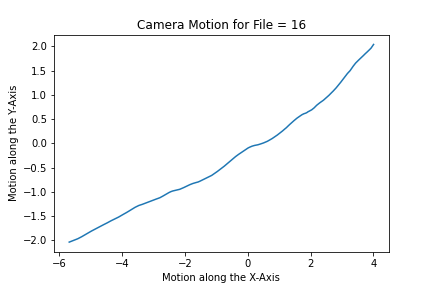 Camera Motion for File = 16
Motion along the Y-Axis
2.0
1.5
1.0
0.5
0.0
−0.5
−1.0
−1.5
−2.0
−6 −4 −2 0 2 4
Motion along the X-Axis